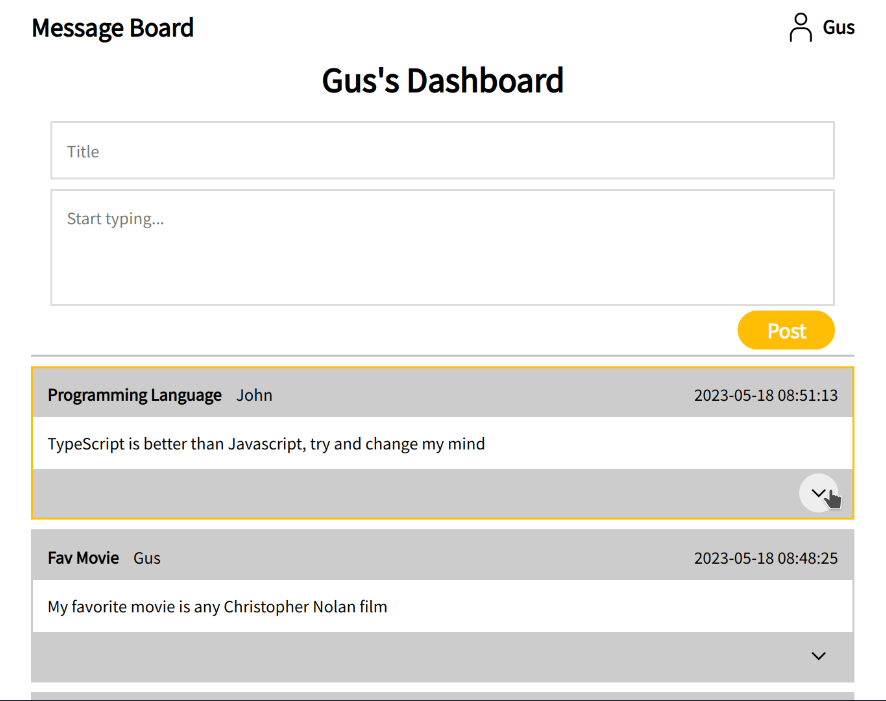 Message Board
Gus
Gus's Dashboard
Title
Start typing...
Post
Programming Language John 2023-05-18 08:51:13
TypeScript is better than Javascript, try and change my mind
Fav Movie Gus 2023-05-18 08:48:25
My favorite movie is any Christopher Nolan film